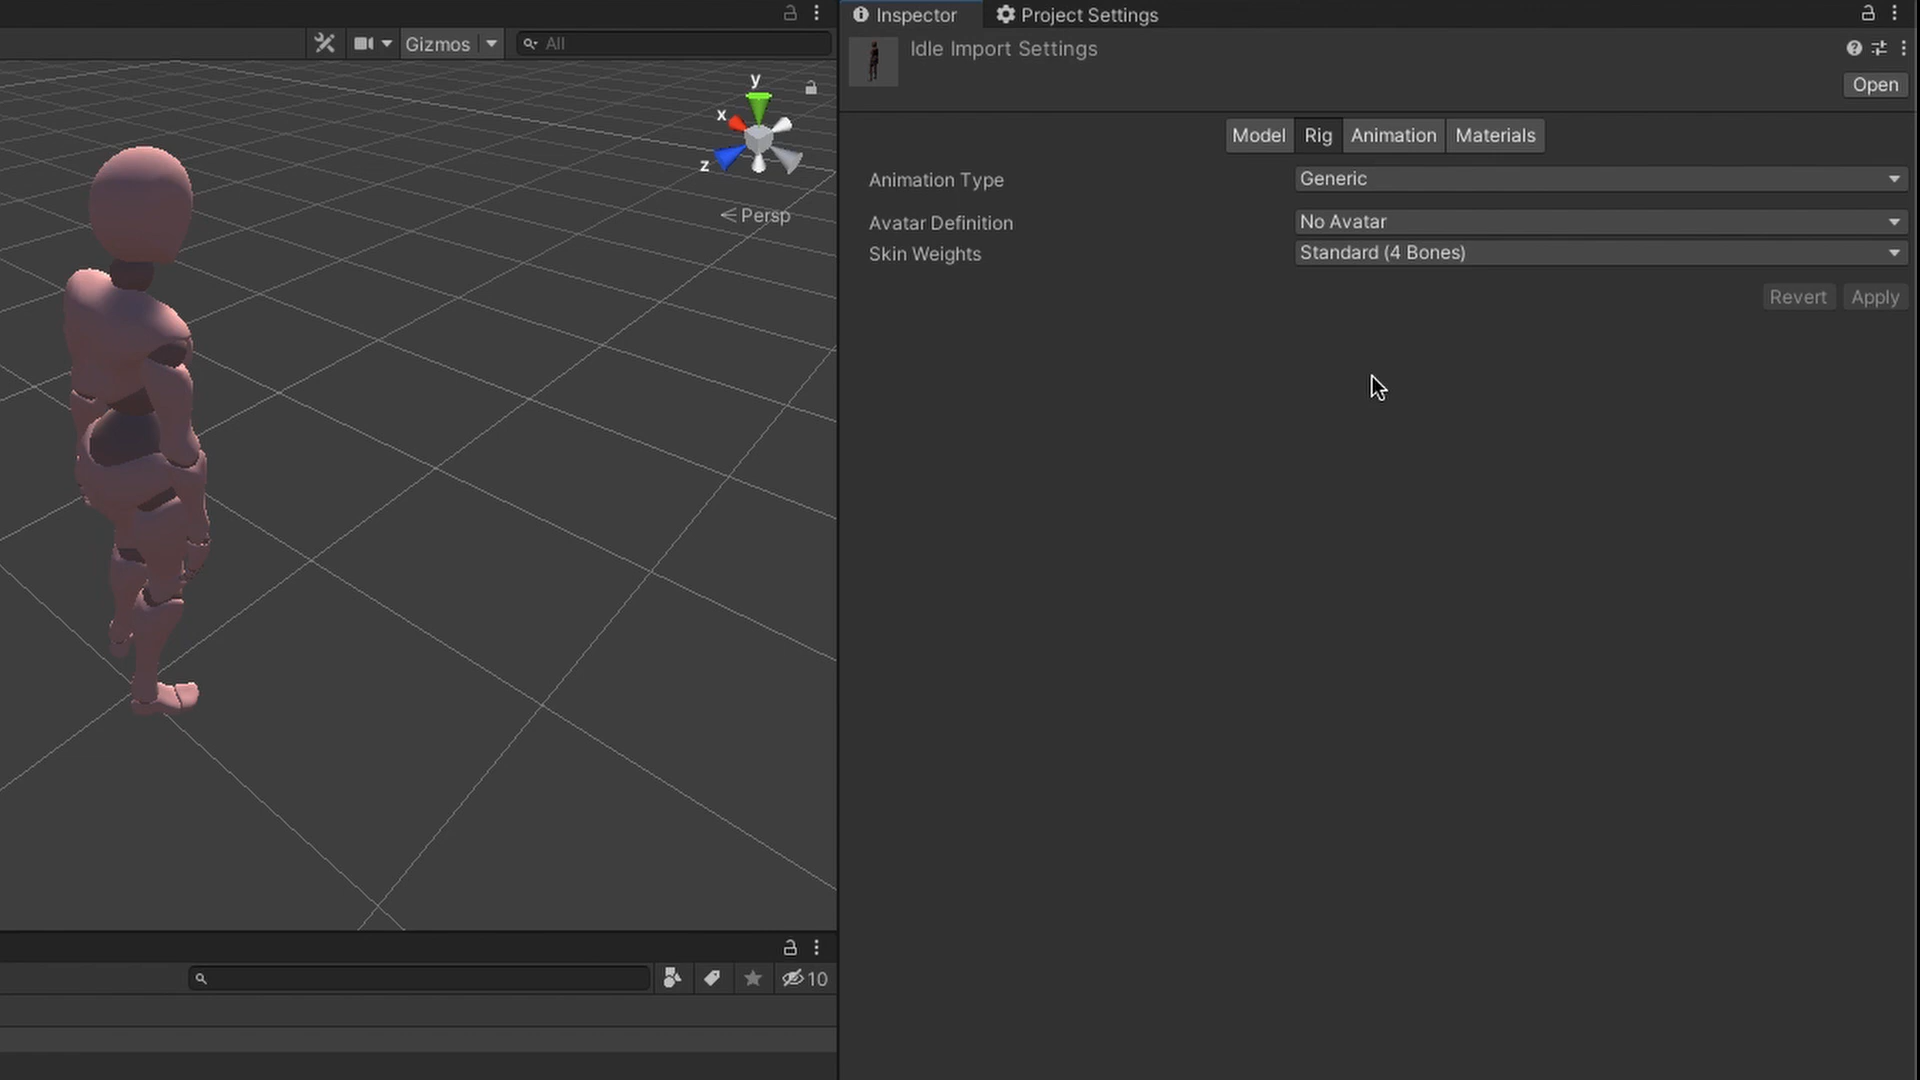 Gizmos
All
y
x
z
Persp
10
Inspector
Project Settings
Idle Import Settings
Open
Model Rig Animation Materials
Animation Type Generic
Avatar Definition No Avatar
Skin Weights Standard (4 Bones)
Revert Apply